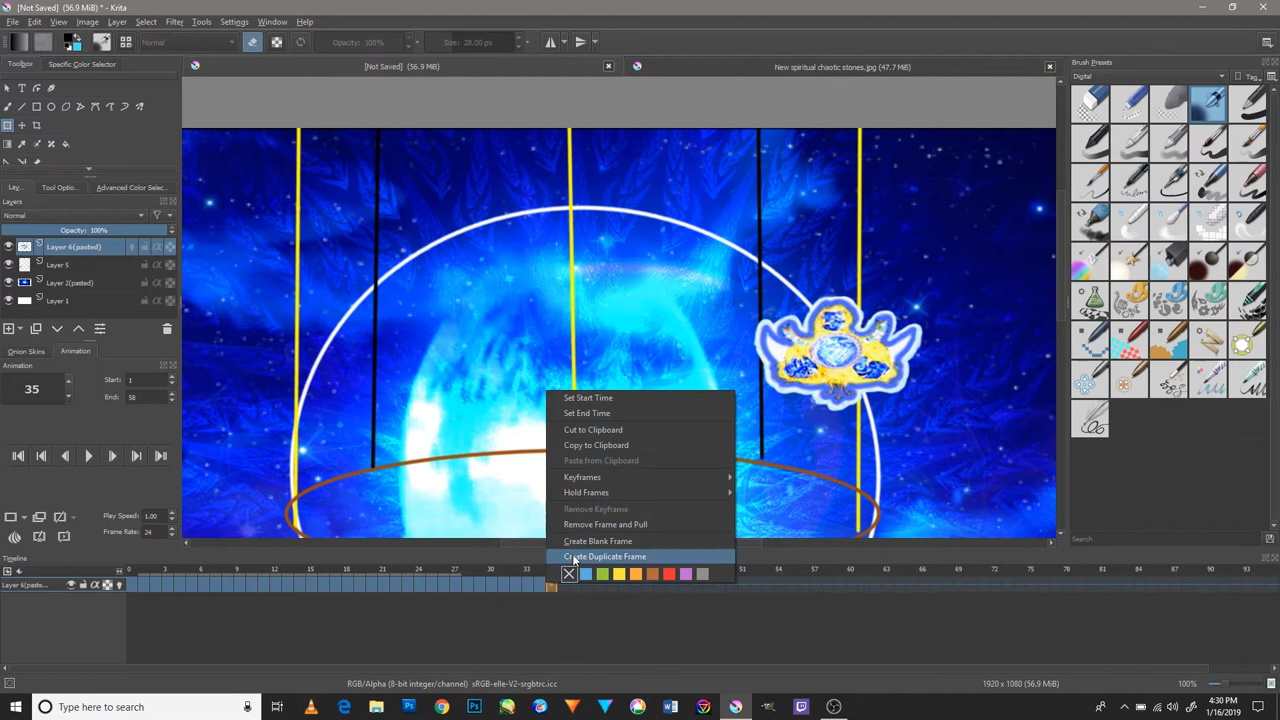 [Not Saved] (56.9 MiB) * - Krita
File Edit View Image Layer Select Filter Tools Settings Window Help
Normal Opacity: 100% Size: 28.00 px
Toolbox Specific Color Selector
[Not Saved] (56.9 MiB)
New spiritual chaotic stones.jpg (47.7 MiB)
Brush Presets
Digital Tag
Lay... Tool Optio... Advanced Color Selec...
Layers
Normal
Opacity: 100%
Layer 6(pasted)
Layer 5
Layer 2(pasted)
Layer 1
Onion Skins Animation
Animation
35
Start: 1
End: 58
Play Speed: 1.00
Frame Rate: 24
Set Start Time
Set End Time
Cut to Clipboard
Copy to Clipboard
Paste from Clipboard
Keyframes
Hold Frames
Remove Keyframe
Remove Frame and Pull
Create Blank Frame
Create Duplicate Frame
Search
Timeline
0 3 6 9 12 15 18 21 24 27 30 33 51 54 57 60 63 66 69 72 75 78 81 84 87 90 93
Layer 6(paste...
RGB/Alpha (8-bit integer/channel) sRGB-elle-V2-srgbtrc.icc
1920 x 1080 (56.9 MiB)
100%
Type here to search
4:30 PM
1/16/2019